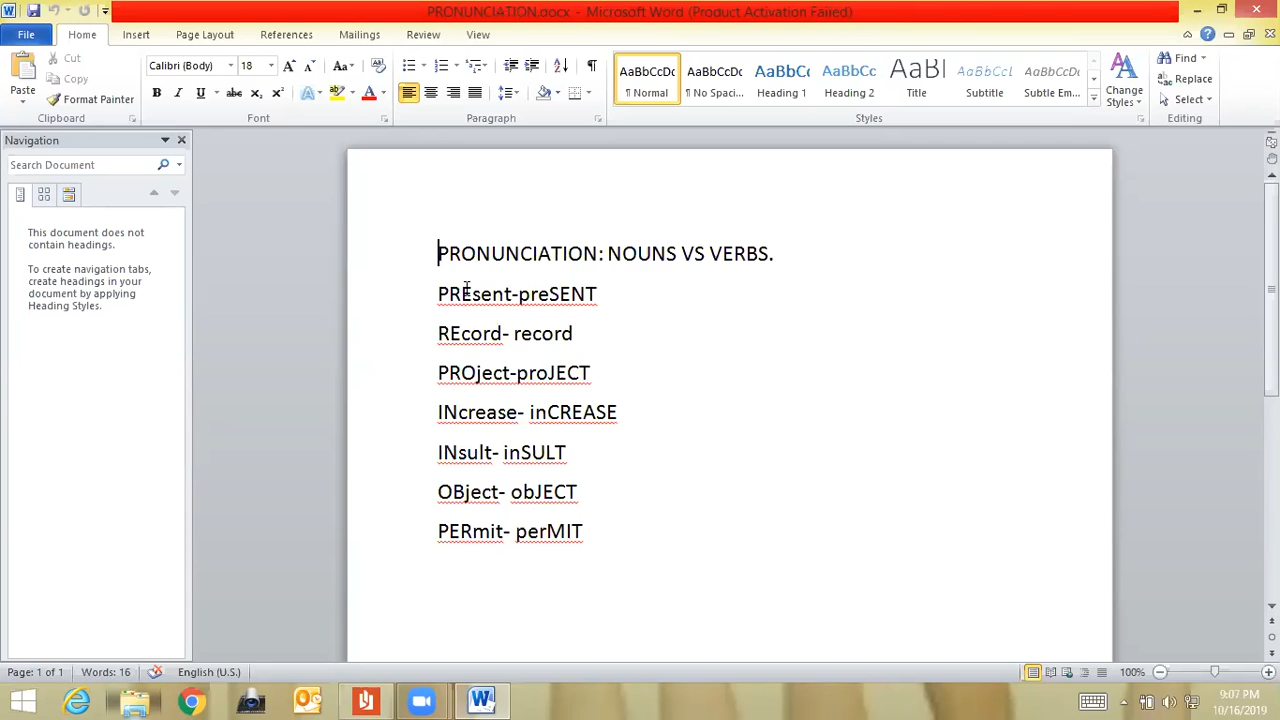 PRONUNCIATION.docx - Microsoft Word (Product Activation Failed)
File Home Insert Page Layout References Mailings Review View
Paste Cut Copy Format Painter
Calibri (Body) 18
AaBbCcDc AaBbCcDc AaBbCc AaBbCc AaBl AaBbCcDc AaBbCcDc
¶ Normal ¶ No Spaci... Heading 1 Heading 2 Title Subtitle Subtle Em...
Change Styles
Find Replace Select
Clipboard Font Paragraph Styles Editing
Navigation
Search Document
This document does not
contain headings.
To create navigation tabs,
create headings in your
document by applying
Heading Styles.
PRONUNCIATION: NOUNS VS VERBS.
PREsent-preSENT
REcord- record
PROject-proJECT
INcrease- inCREASE
INsult- inSULT
OBject- obJECT
PERmit- perMIT
Page: 1 of 1 Words: 16 English (U.S.) 100%
9:07 PM
10/16/2019